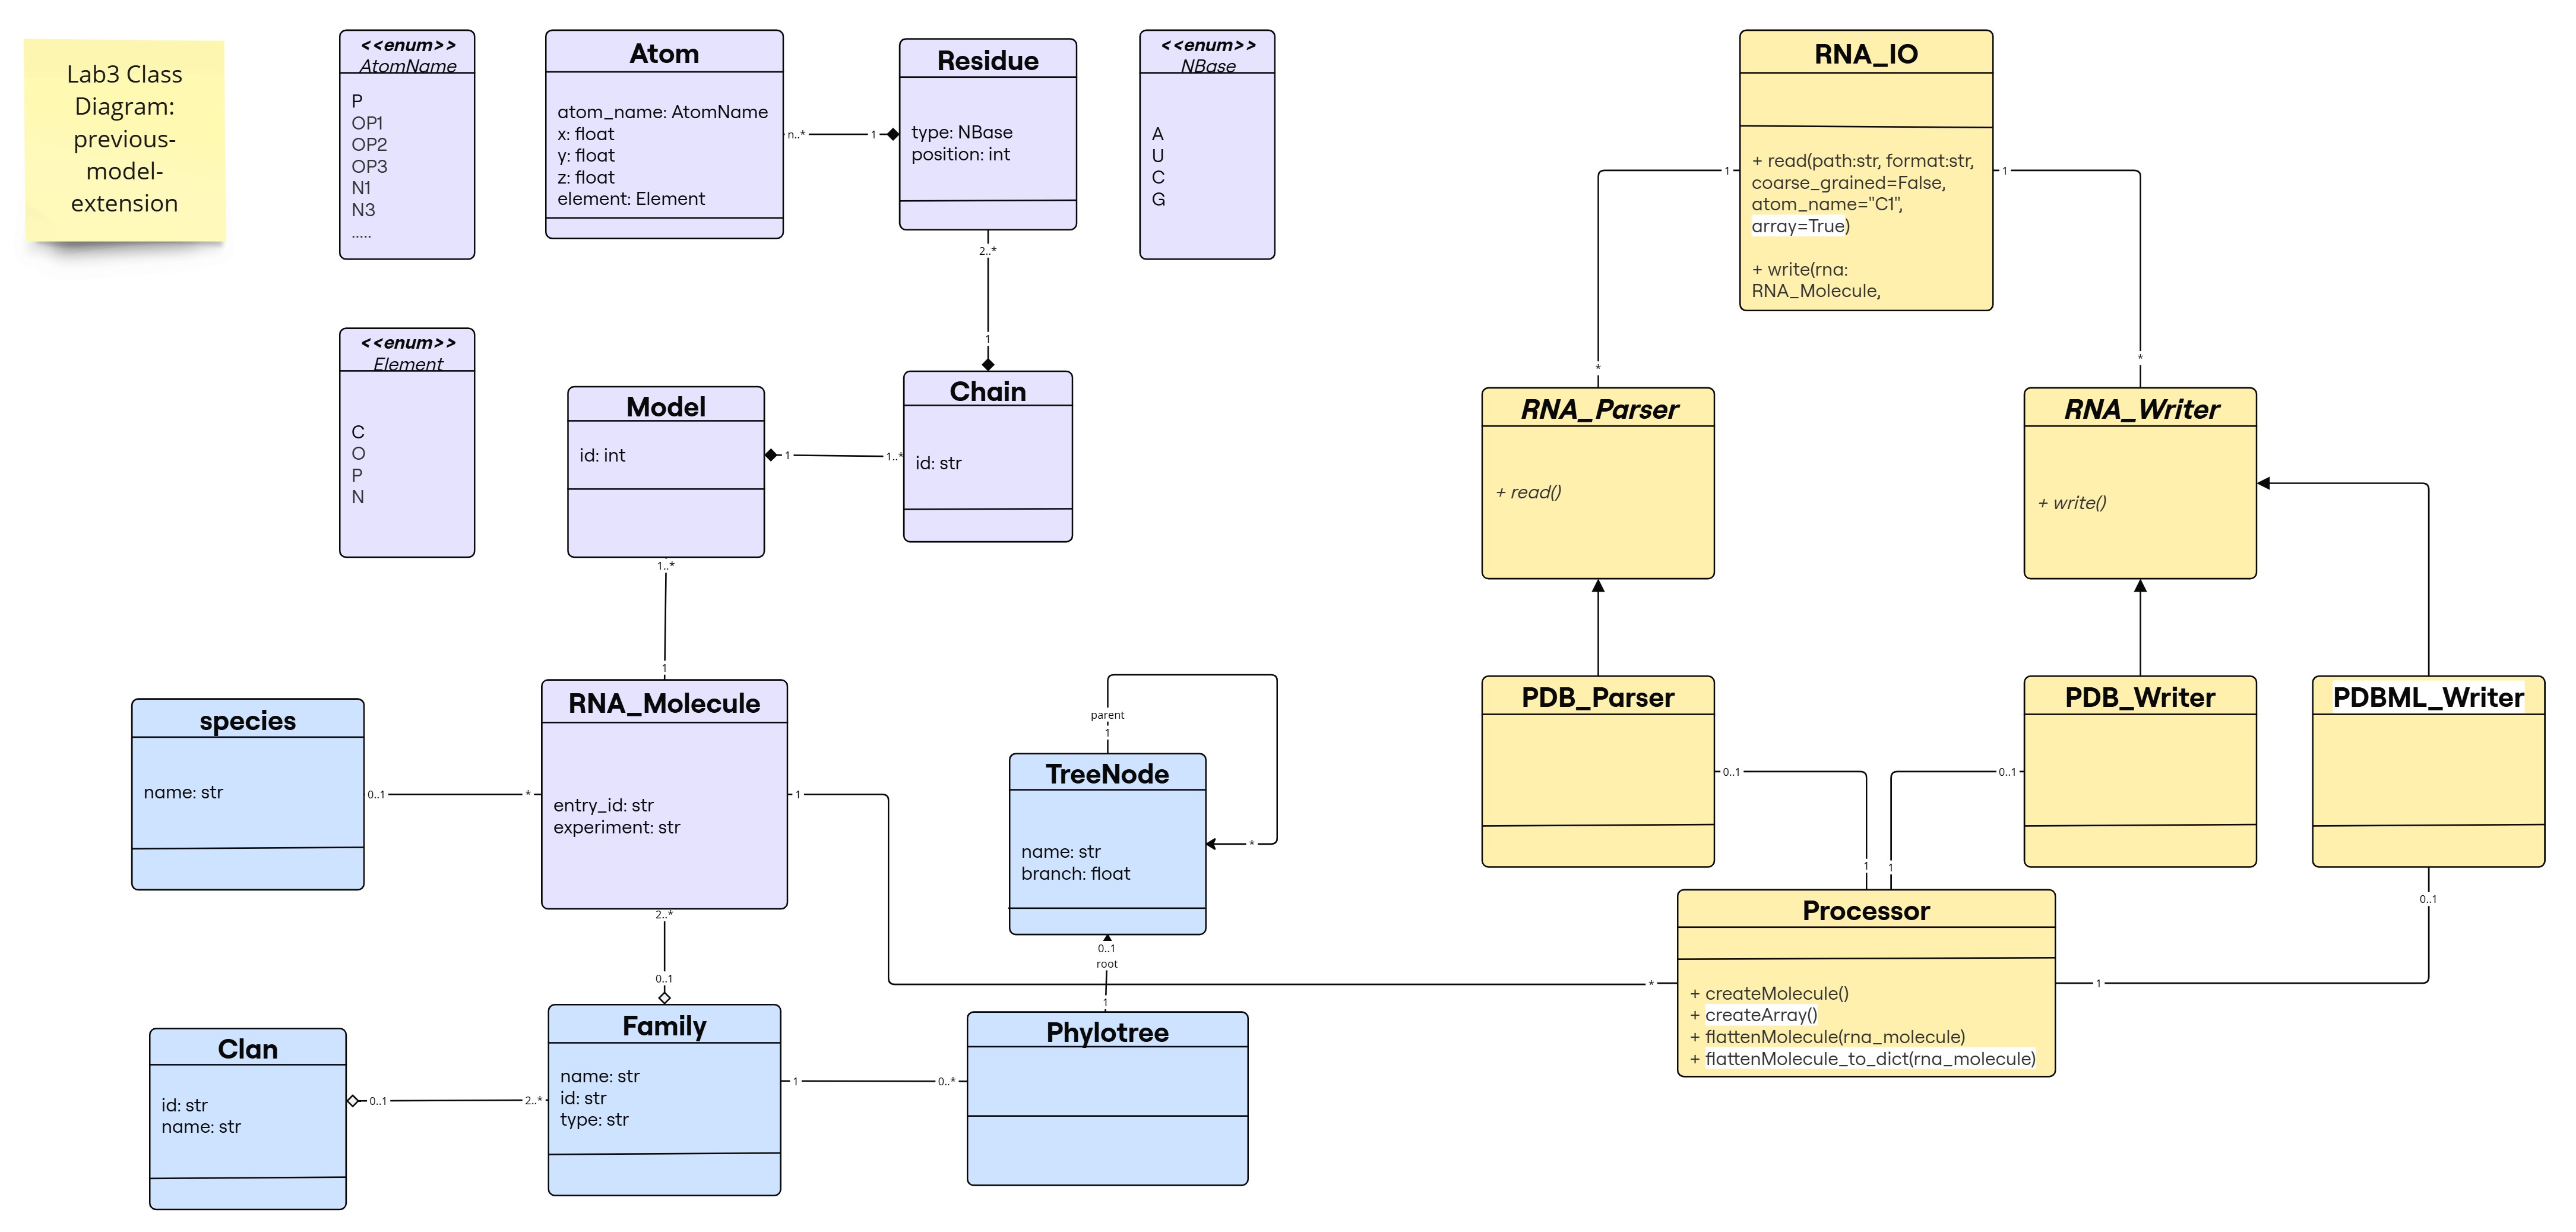 Lab3 Class
Diagram:
previous-
model-
extension
<<enum>>
AtomName
P
OP1
OP2
OP3
N1
N3
.....
Atom
atom_name: AtomName
x: float
y: float
z: float
element: Element
n..*
1
Residue
type: NBase
position: int
<<enum>>
NBase
A
U
C
G
2..*
1
<<enum>>
Element
C
O
P
N
Model
id: int
1
1..*
Chain
id: str
1..*
1
species
name: str
0..1
*
RNA_Molecule
entry_id: str
experiment: str
1
2..*
0..1
parent
1
TreeNode
name: str
branch: float
*
0..1
root
1
Clan
id: str
name: str
0..1
2..*
Family
name: str
id: str
type: str
1
0..*
Phylotree
RNA_IO
+ read(path:str, format:str,
coarse_grained=False,
atom_name="C1",
array=True)
+ write(rna:
RNA_Molecule,
1
1
*
*
RNA_Parser
+ read()
RNA_Writer
+ write()
PDB_Parser
PDB_Writer
PDBML_Writer
0..1
0..1
1
1
0..1
Processor
+ createMolecule()
+ createArray()
+ flattenMolecule(rna_molecule)
+ flattenMolecule_to_dict(rna_molecule)
*
1